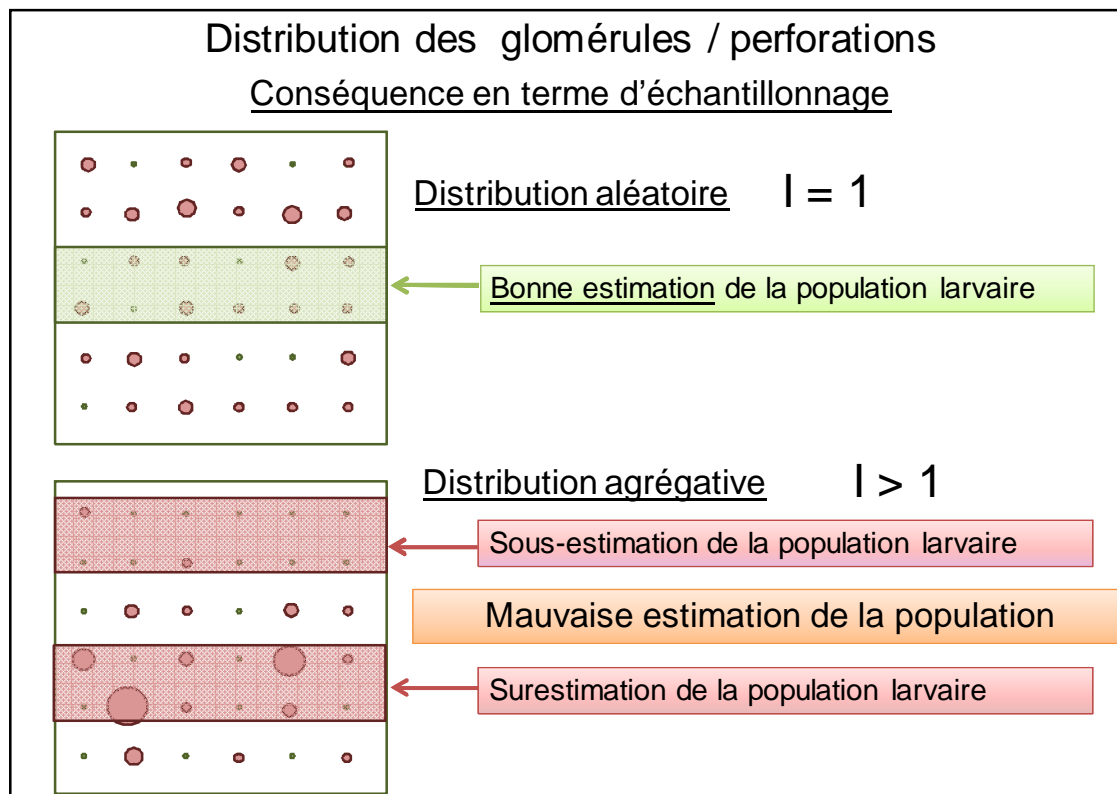 Distribution des glomérules / perforations
Conséquence en terme d'échantillonnage
Distribution aléatoire I = 1
Bonne estimation de la population larvaire
Distribution agrégative I > 1
Sous-estimation de la population larvaire
Mauvaise estimation de la population
Surestimation de la population larvaire